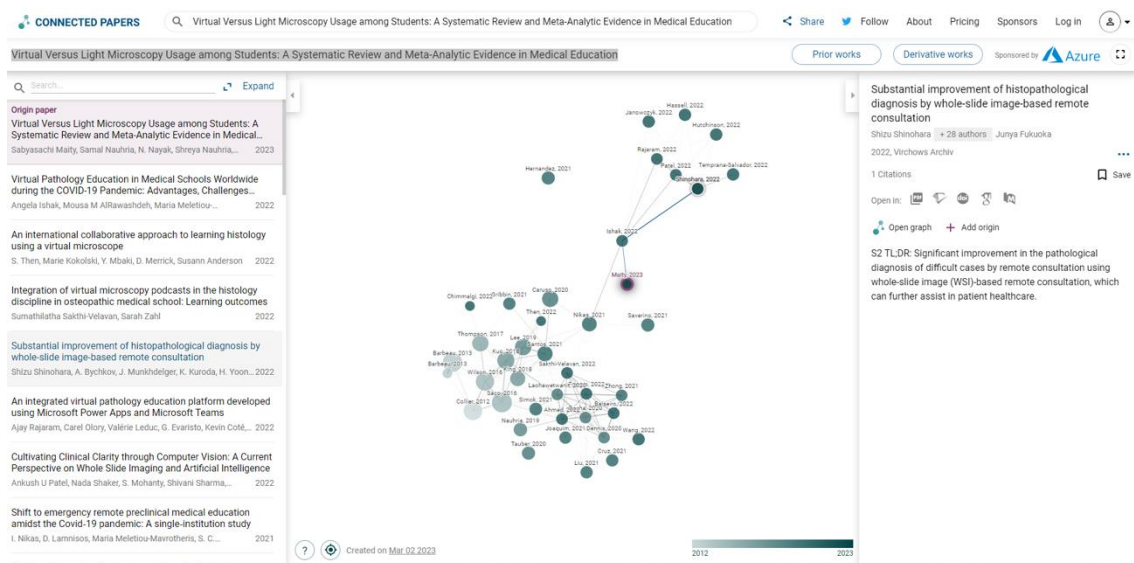 CONNECTED PAPERS
Virtual Versus Light Microscopy Usage among Students: A Systematic Review and Meta-Analytic Evidence in Medical Education
Share
Follow
About
Pricing
Sponsors
Log in
Virtual Versus Light Microscopy Usage among Students: A Systematic Review and Meta-Analytic Evidence in Medical Education
Prior works
Derivative works
Sponsored by
Azure
Search...
Expand
Origin paper
Virtual Versus Light Microscopy Usage among Students: A
Systematic Review and Meta-Analytic Evidence in Medical...
Sabyasachi Maity, Samal Nauhria, N. Nayak, Shreya Nauhria,... 2023
Virtual Pathology Education in Medical Schools Worldwide
during the COVID-19 Pandemic: Advantages, Challenges...
Angela Ishak, Mousa M AlRawashdeh, Maria Meletiou-... 2022
An international collaborative approach to learning histology
using a virtual microscope
S. Then, Marie Kokolski, Y. Mbaki, D. Merrick, Susann Anderson 2022
Integration of virtual microscopy podcasts in the histology
discipline in osteopathic medical school: Learning outcomes
Sumathilatha Sakthi-Velavan, Sarah Zahl 2022
Substantial improvement of histopathological diagnosis by
whole-slide image-based remote consultation
Shizu Shinohara, A. Bychkov, J. Munkhdelger, K. Kuroda, H. Yoon... 2022
An integrated virtual pathology education platform developed
using Microsoft Power Apps and Microsoft Teams
Ajay Rajaram, Carel Olory, Valérie Leduc, G. Evaristo, Kevin Coté,... 2022
Cultivating Clinical Clarity through Computer Vision: A Current
Perspective on Whole Slide Imaging and Artificial Intelligence
Ankush U Patel, Nada Shaker, S. Mohanty, Shivani Sharma,... 2022
Shift to emergency remote preclinical medical education
amidst the Covid-19 pandemic: A single-institution study
I. Nikas, D. Lamnisos, Maria Meletiou-Mavrotheris, S. C.... 2021
Hassell, 2022
Janowczyk, 2022
Hutchinson, 2022
Rajaram, 2022
Patel, 2022
Temprana-Salvador, 2022
Hernandez, 2021
Shinohara, 2022
Ishak, 2022
Maity, 2023
Caruso, 2020
Chimmalgi, 2022
Gribbin, 2021
Then, 2022
Nikas, 2021
Saverino, 2021
Thompson, 2017
Lee, 2019
Santos, 2021
Barbeau, 2013
Barbeau, 2013
Sakthi-Velavan, 2022
Wilson, 2016
Zhong, 2021
Saco, 2016
Simok, 2021
Collier, 2012
Nauhria, 2019
Joaquim, 2021
Dennis, 2020
Wang, 2022
Tauber, 2020
Cruz, 2021
Liu, 2021
?
Created on Mar 02 2023
2012
2023
Substantial improvement of histopathological
diagnosis by whole-slide image-based remote
consultation
Shizu Shinohara + 28 authors Junya Fukuoka
2022, Virchows Archiv
1 Citations
Save
Open in:
Open graph
+ Add origin
S2 TL;DR: Significant improvement in the pathological
diagnosis of difficult cases by remote consultation using
whole-slide image (WSI)-based remote consultation, which
can further assist in patient healthcare.